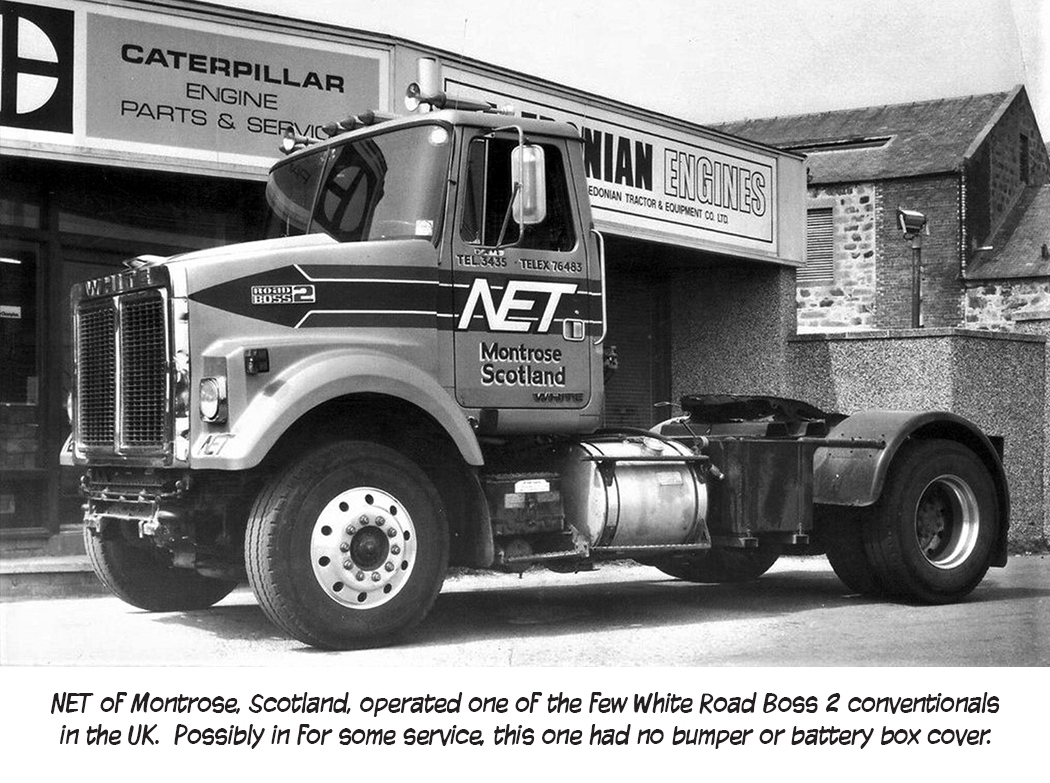 CATERPILLAR
ENGINE
PARTS & SERVIC
EDONIAN ENGINES
EDONIAN TRACTOR & EQUIPMENT CO. LTD.
WHITE
TEL. 3435 TELEX 76483
ROAD
BOSS 2
NET
Montrose
Scotland
WHITE
NET
NET of Montrose, Scotland, operated one of the few White Road Boss 2 conventionals
in the UK. Possibly in for some service, this one had no bumper or battery box cover.